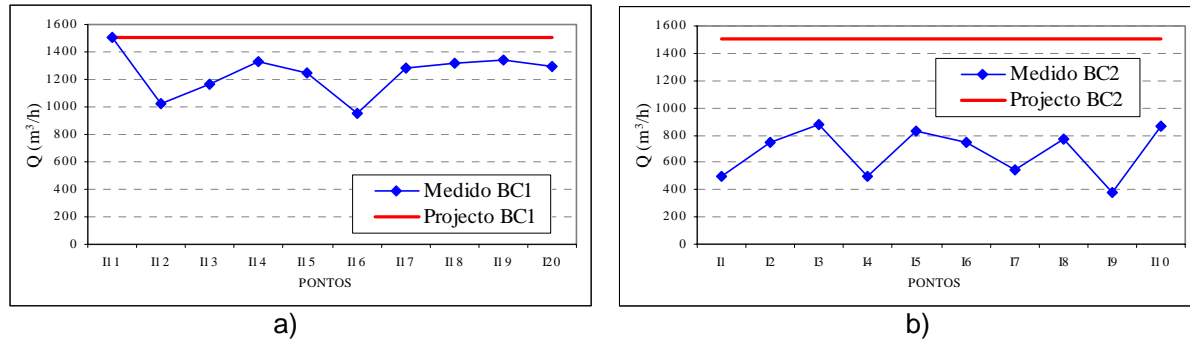 1600
1400
1200
1000
800
600
400
200
0
Q (m³/h)
Medido BC1
Projecto BC1
I11 I12 I13 I14 I15 I16 I17 I18 I19 I20
PONTOS
a)
1600
1400
1200
1000
800
600
400
200
0
Q (m³/h)
Medido BC2
Projecto BC2
I1 I2 I3 I4 I5 I6 I7 I8 I9 I10
PONTOS
b)